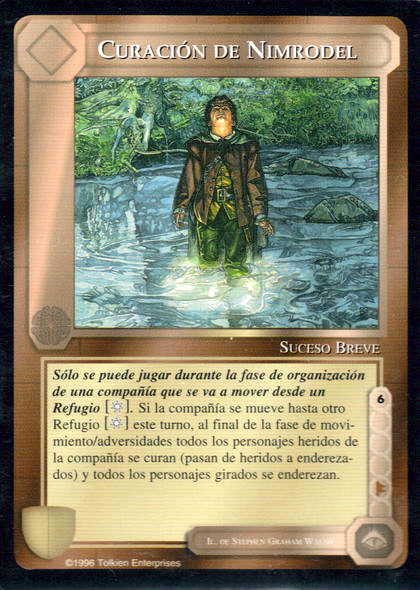 CURACIÓN DE NIMRODEL
SUCESO BREVE
Sólo se puede jugar durante la fase de organización
de una compañía que se va a mover desde un
Refugio [ ]. Si la compañía se mueve hasta otro
Refugio [ ] este turno, al final de la fase de movi-
miento/adversidades todos los personajes heridos de
la compañía se curan (pasan de heridos a endereza-
dos) y todos los personajes girados se enderezan.
6
IL. DE STEPHEN GRAHAM WALSH
©1996 Tolkien Enterprises